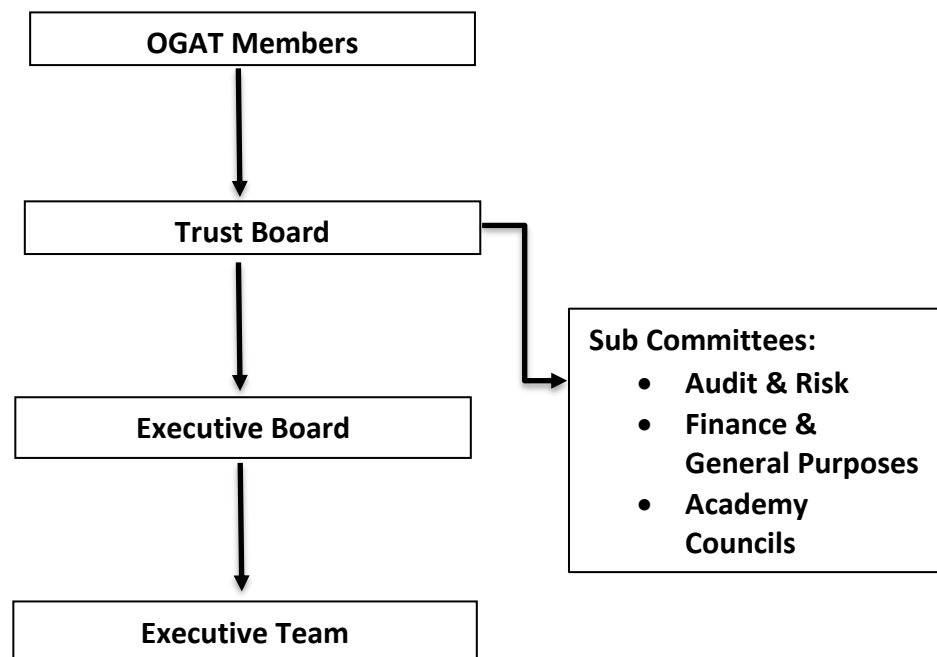 OGAT Members
Trust Board
Sub Committees:
• Audit & Risk
• Finance &
General Purposes
• Academy
Councils
Executive Board
Executive Team